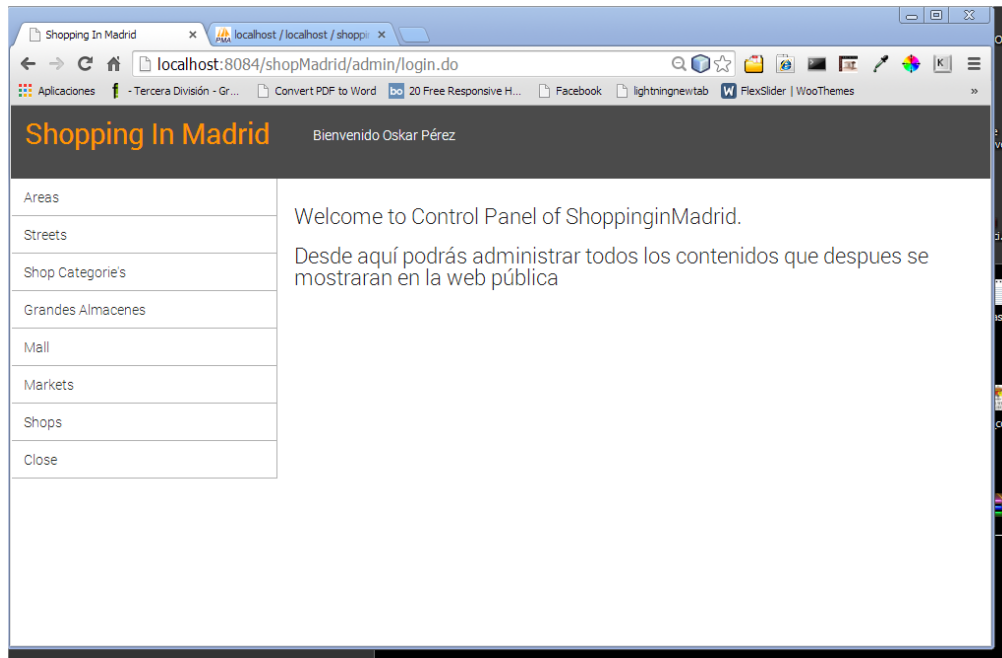 Shopping In Madrid
localhost / localhost / shoppi
localhost:8084/shopMadrid/admin/login.do
Aplicaciones
- Tercera División - Gr...
Convert PDF to Word
20 Free Responsive H...
Facebook
lightningnewtab
FlexSlider | WooThemes
»
Shopping In Madrid
Bienvenido Oskar Pérez
Areas
Streets
Shop Categorie's
Grandes Almacenes
Mall
Markets
Shops
Close
Welcome to Control Panel of ShoppinginMadrid.
Desde aquí podrás administrar todos los contenidos que despues se
mostraran en la web pública